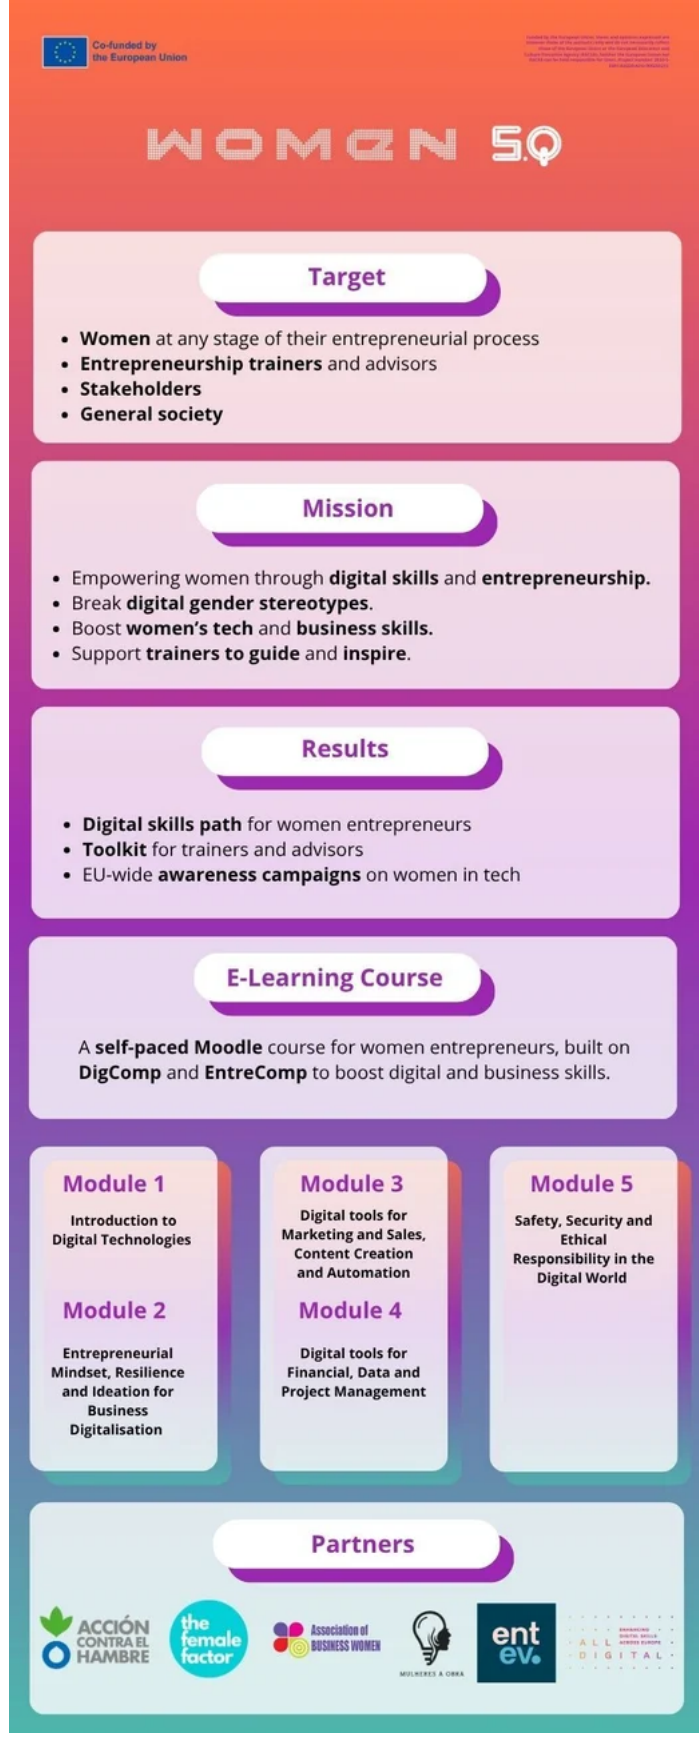 Co-funded by
the European Union
WOMEN 5.0
Target
• Women at any stage of their entrepreneurial process
• Entrepreneurship trainers and advisors
• Stakeholders
• General society
Mission
• Empowering women through digital skills and entrepreneurship.
• Break digital gender stereotypes.
• Boost women's tech and business skills.
• Support trainers to guide and inspire.
Results
• Digital skills path for women entrepreneurs
• Toolkit for trainers and advisors
• EU-wide awareness campaigns on women in tech
E-Learning Course
A self-paced Moodle course for women entrepreneurs, built on
DigComp and EntreComp to boost digital and business skills.
Module 1
Introduction to
Digital Technologies
Module 2
Entrepreneurial
Mindset, Resilience
and Ideation for
Business
Digitalisation
Module 3
Digital tools for
Marketing and Sales,
Content Creation
and Automation
Module 4
Digital tools for
Financial, Data and
Project Management
Module 5
Safety, Security and
Ethical
Responsibility in the
Digital World
Partners
ACCIÓN
CONTRA EL
HAMBRE
the
female
factor
Association of
BUSINESS WOMEN
MULHERES À OBRA
ent
ev.
ALL
DIGITAL
ENHANCING
DIGITAL SKILLS
ACROSS EUROPE